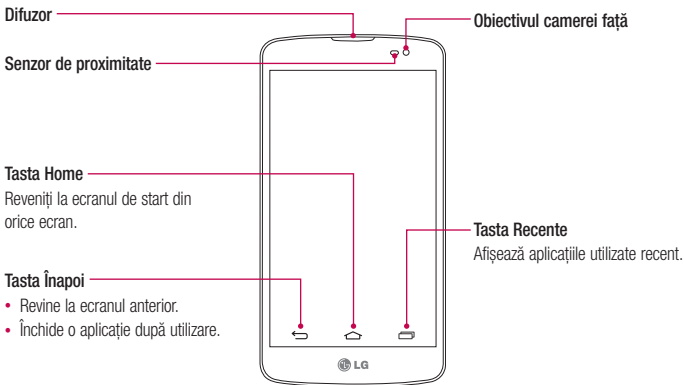 Difuzor
Senzor de proximitate
Tasta Home
Reveniți la ecranul de start din
orice ecran.
Tasta Înapoi
• Revine la ecranul anterior.
• Închide o aplicație după utilizare.
Obiectivul camerei față
Tasta Recente
Afișează aplicațiile utilizate recent.
LG